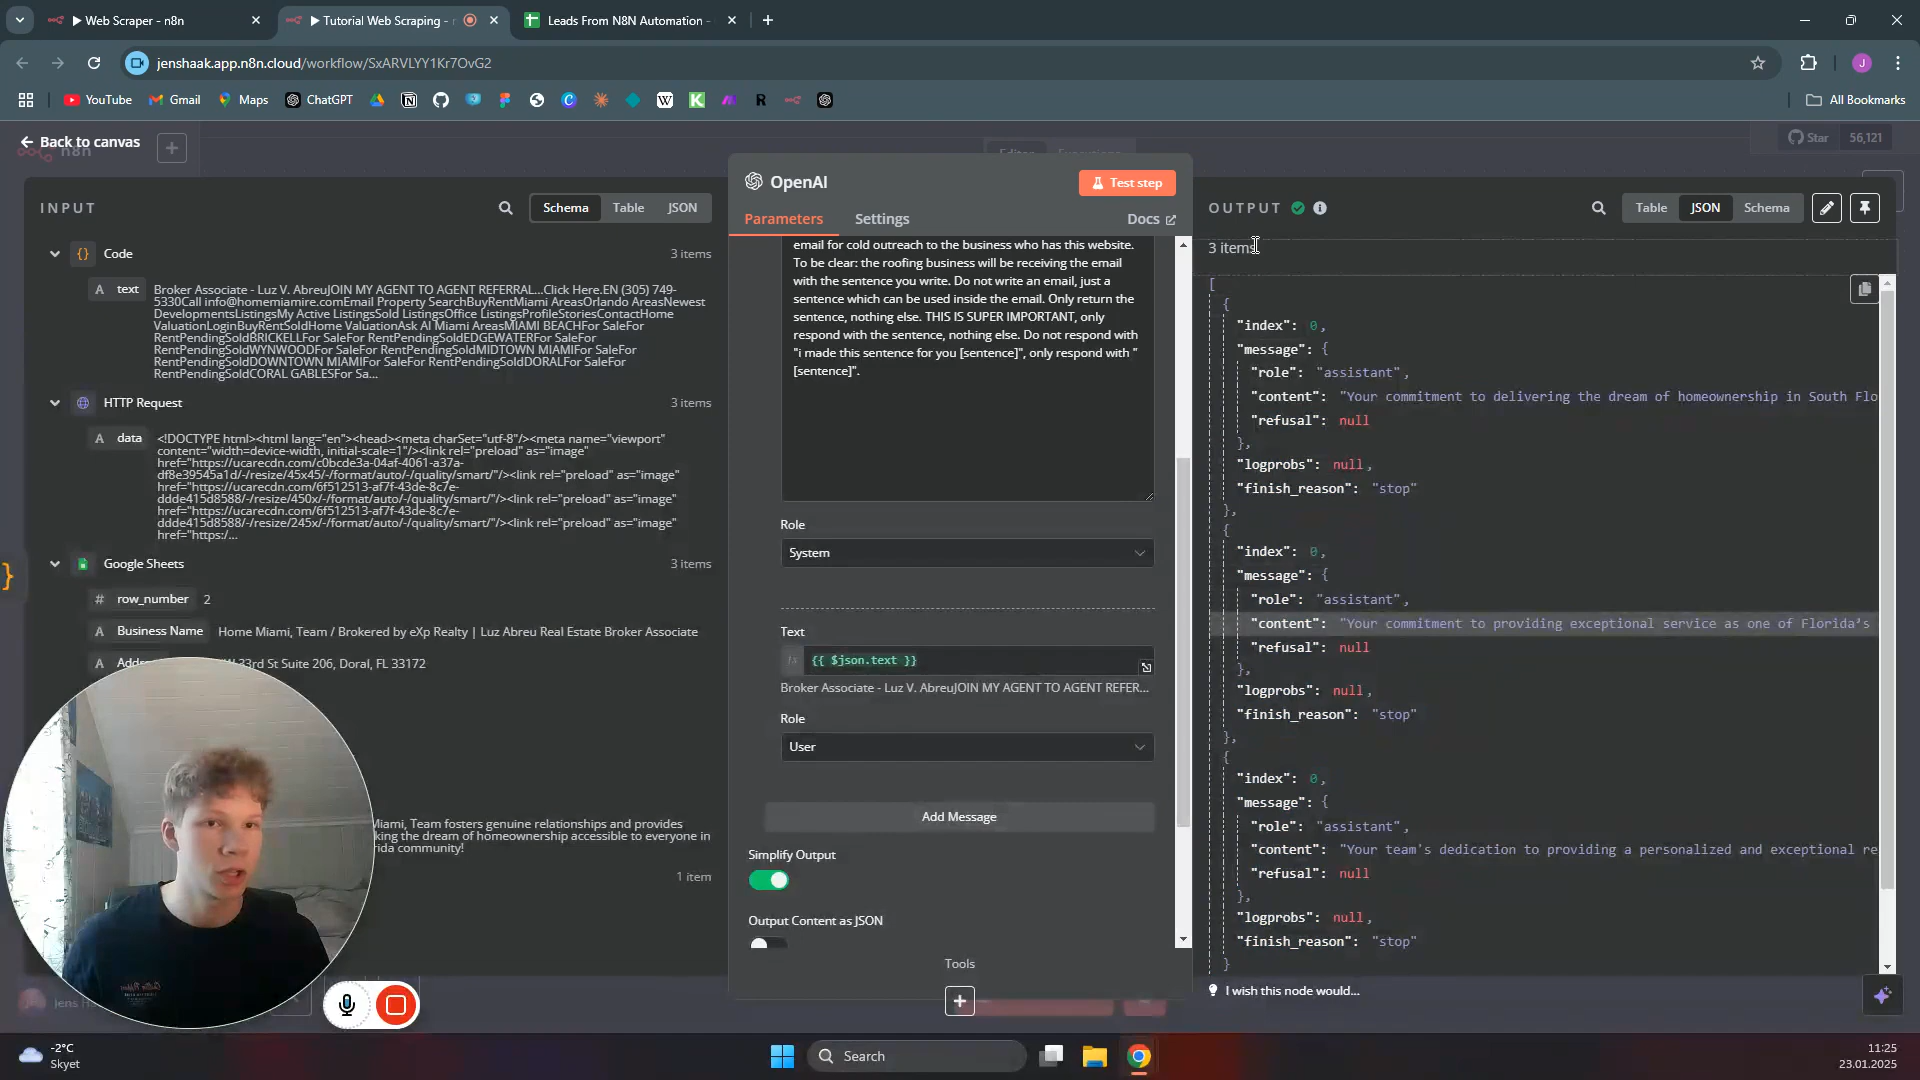 ▶ Web Scraper - n8n
▶ Tutorial Web Scraping -
Leads From N8N Automation -
jenshaak.app.n8n.cloud/workflow/SxARVLYY1Kr7OvG2
J
YouTube
Gmail
Maps
ChatGPT
All Bookmarks
Back to canvas
n8n
Star
56,121
INPUT
Schema
Table
JSON
Code
3 items
A text
Broker Associate - Luz V. AbreuJOIN MY AGENT TO AGENT REFERRAL...Click Here.EN (305) 749-
5330Call info@homemiamire.comEmail Property SearchBuyRentMiami AreasOrlando AreasNewest
DevelopmentsListingsMy Active ListingsSold ListingsOffice ListingsProfileStoriesContactHome
ValuationLoginBuyRentSoldHome ValuationAsk AI Miami AreasMIAMI BEACHFor SaleFor
RentPendingSoldBRICKELLFor SaleFor RentPendingSoldEDGEWATERFor SaleFor
RentPendingSoldWYNWOODFor SaleFor RentPendingSoldMIDTOWN MIAMIFor SaleFor
RentPendingSoldDOWNTOWN MIAMIFor SaleFor RentPendingSoldDORALFor SaleFor
RentPendingSoldCORAL GABLESFor Sa...
HTTP Request
3 items
A data
<!DOCTYPE html><html lang="en"><head><meta charSet="utf-8"/><meta name="viewport"
content="width=device-width, initial-scale=1"/><link rel="preload" as="image"
href="https://ucarecdn.com/c0bcde3a-04af-4061-a37a-
df8e39545a1d/-/resize/45x45/-/format/auto/-/quality/smart/"/><link rel="preload" as="image"
href="https://ucarecdn.com/6f512513-af7f-43de-8c7e-
ddde415d8588/-/resize/450x/-/format/auto/-/quality/smart/"/><link rel="preload" as="image"
href="https://ucarecdn.com/6f512513-af7f-43de-8c7e-
ddde415d8588/-/resize/245x/-/format/auto/-/quality/smart/"/><link rel="preload" as="image"
href="https:/...
Google Sheets
3 items
# row_number 2
A Business Name Home Miami, Team / Brokered by eXp Realty | Luz Abreu Real Estate Broker Associate
A 33rd St Suite 206, Doral, FL 33172
Miami, Team fosters genuine relationships and provides
king the dream of homeownership accessible to everyone in
rida community!
1 item
OpenAI
Test step
Parameters
Settings
Docs
email for cold outreach to the business who has this website.
To be clear: the roofing business will be receiving the email
with the sentence you write. Do not write an email, just a
sentence which can be used inside the email. Only return the
sentence, nothing else. THIS IS SUPER IMPORTANT, only
respond with the sentence, nothing else. Do not respond with
"i made this sentence for you [sentence]", only respond with "
[sentence]".
Role
System
Text
{{ $json.text }}
Broker Associate - Luz V. AbreuJOIN MY AGENT TO AGENT REFER...
Role
User
Add Message
Simplify Output
Output Content as JSON
Tools
OUTPUT
Table
JSON
Schema
3 items
[
{
"index": 0,
"message": {
"role": "assistant",
"content": "Your commitment to delivering the dream of homeownership in South Flo
"refusal": null
},
"logprobs": null,
"finish_reason": "stop"
},
{
"index": 0,
"message": {
"role": "assistant",
"content": "Your commitment to providing exceptional service as one of Florida's
"refusal": null
},
"logprobs": null,
"finish_reason": "stop"
},
{
"index": 0,
"message": {
"role": "assistant",
"content": "Your team's dedication to providing a personalized and exceptional re
"refusal": null
},
"logprobs": null,
"finish_reason": "stop"
}
I wish this node would...
-2°C
Skyet
Search
11:25
23.01.2025